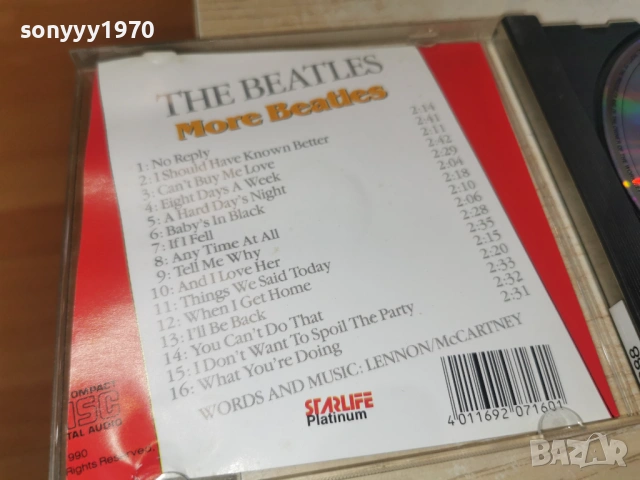 sonyyy1970
THE BEATLES
More Beatles
1: No Reply 2:14
2: I Should Have Known Better 2:41
3: Can't Buy Me Love 2:11
4: Eight Days A Week 2:42
5: A Hard Day's Night 2:29
6: Baby's In Black 2:04
7: If I Fell 2:18
8: Any Time At All 2:10
9: Tell Me Why 2:06
10: And I Love Her 2:28
11: Things We Said Today 2:35
12: When I Get Home 2:15
13: I'll Be Back 2:20
14: You Can't Do That 2:33
15: I Don't Want To Spoil The Party 2:32
16: What You're Doing 2:31
WORDS AND MUSIC: LENNON/McCARTNEY
STARLIFE
Platinum
4 011692 071601
COMPACT
DISC
TAL AUDIO
990
Rights Reserved.
bazar